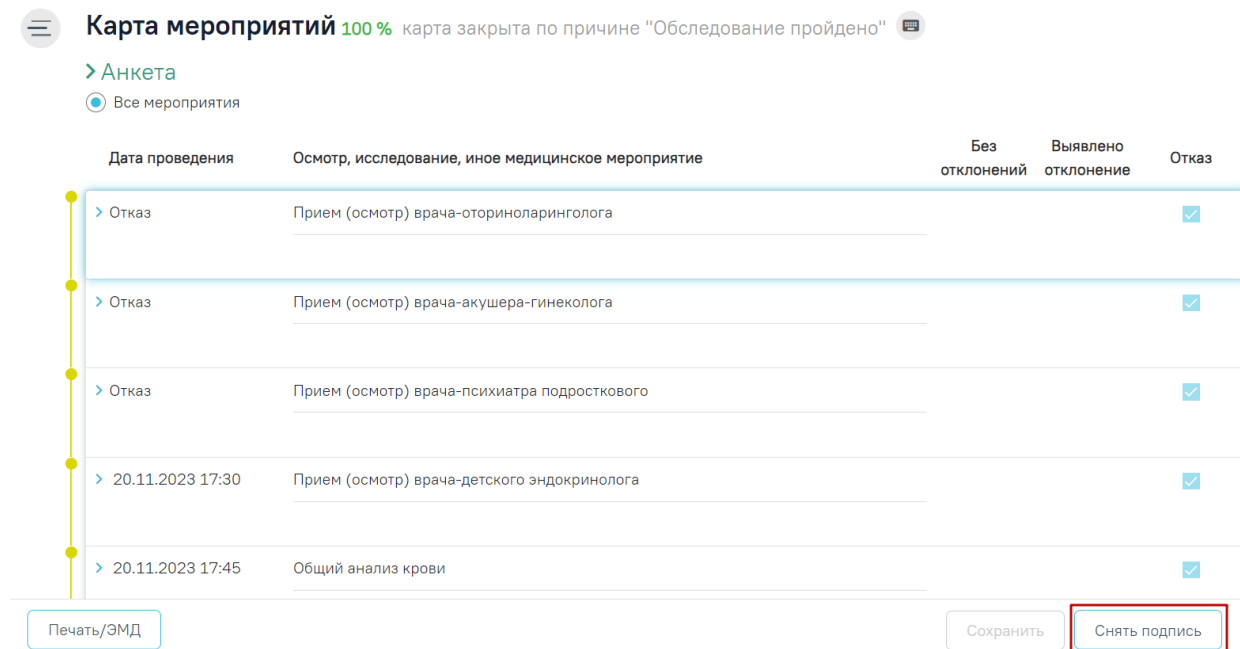 Карта мероприятий 100 % карта закрыта по причине "Обследование пройдено"
Анкета
Все мероприятия
Дата проведения Осмотр, исследование, иное медицинское мероприятие Без отклонений Выявлено отклонение Отказ
Отказ Прием (осмотр) врача-оториноларинголога
Отказ Прием (осмотр) врача-акушера-гинеколога
Отказ Прием (осмотр) врача-психиатра подросткового
20.11.2023 17:30 Прием (осмотр) врача-детского эндокринолога
20.11.2023 17:45 Общий анализ крови
Печать/ЭМД Сохранить Снять подпись